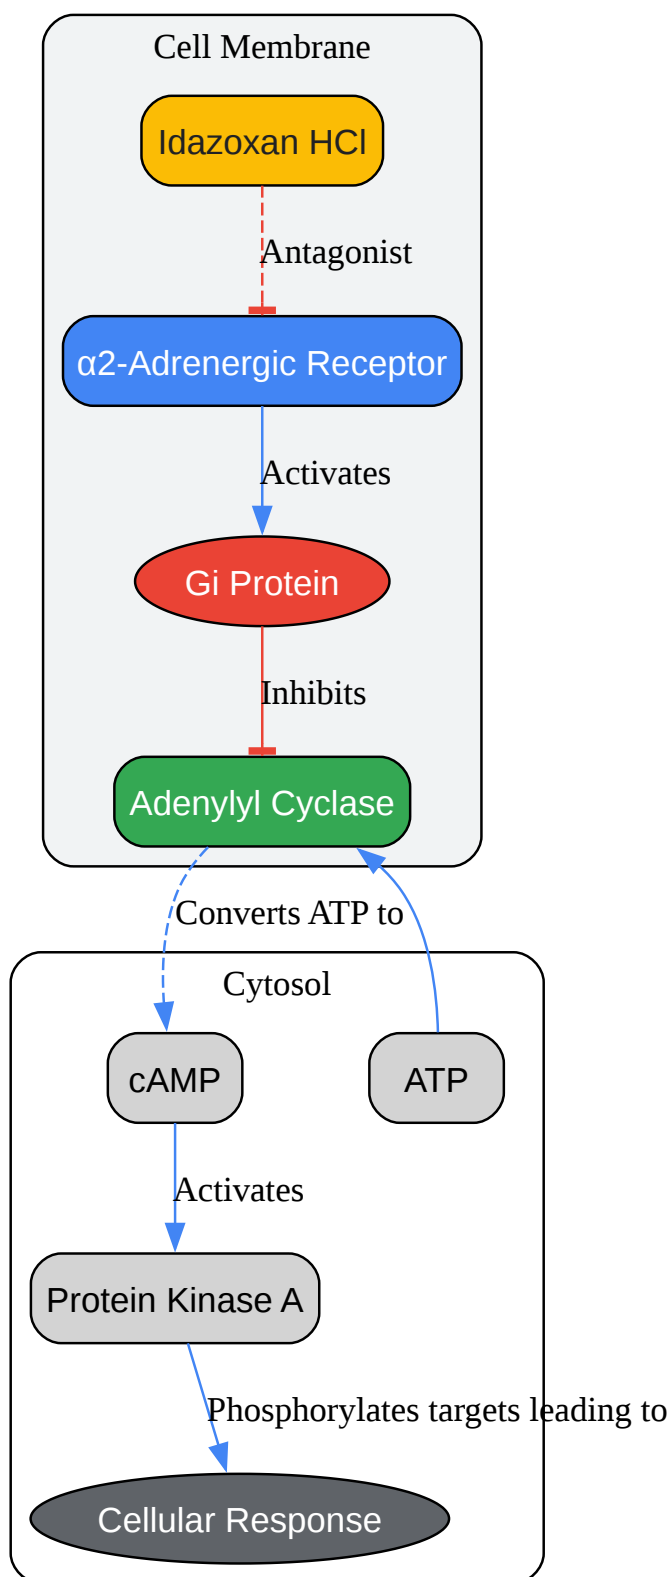 Cell Membrane
Idazoxan HCl
Antagonist
α2-Adrenergic Receptor
Activates
Gi Protein
Inhibits
Adenylyl Cyclase
Converts ATP to
Cytosol
cAMP
ATP
Activates
Protein Kinase A
Phosphorylates targets leading to
Cellular Response